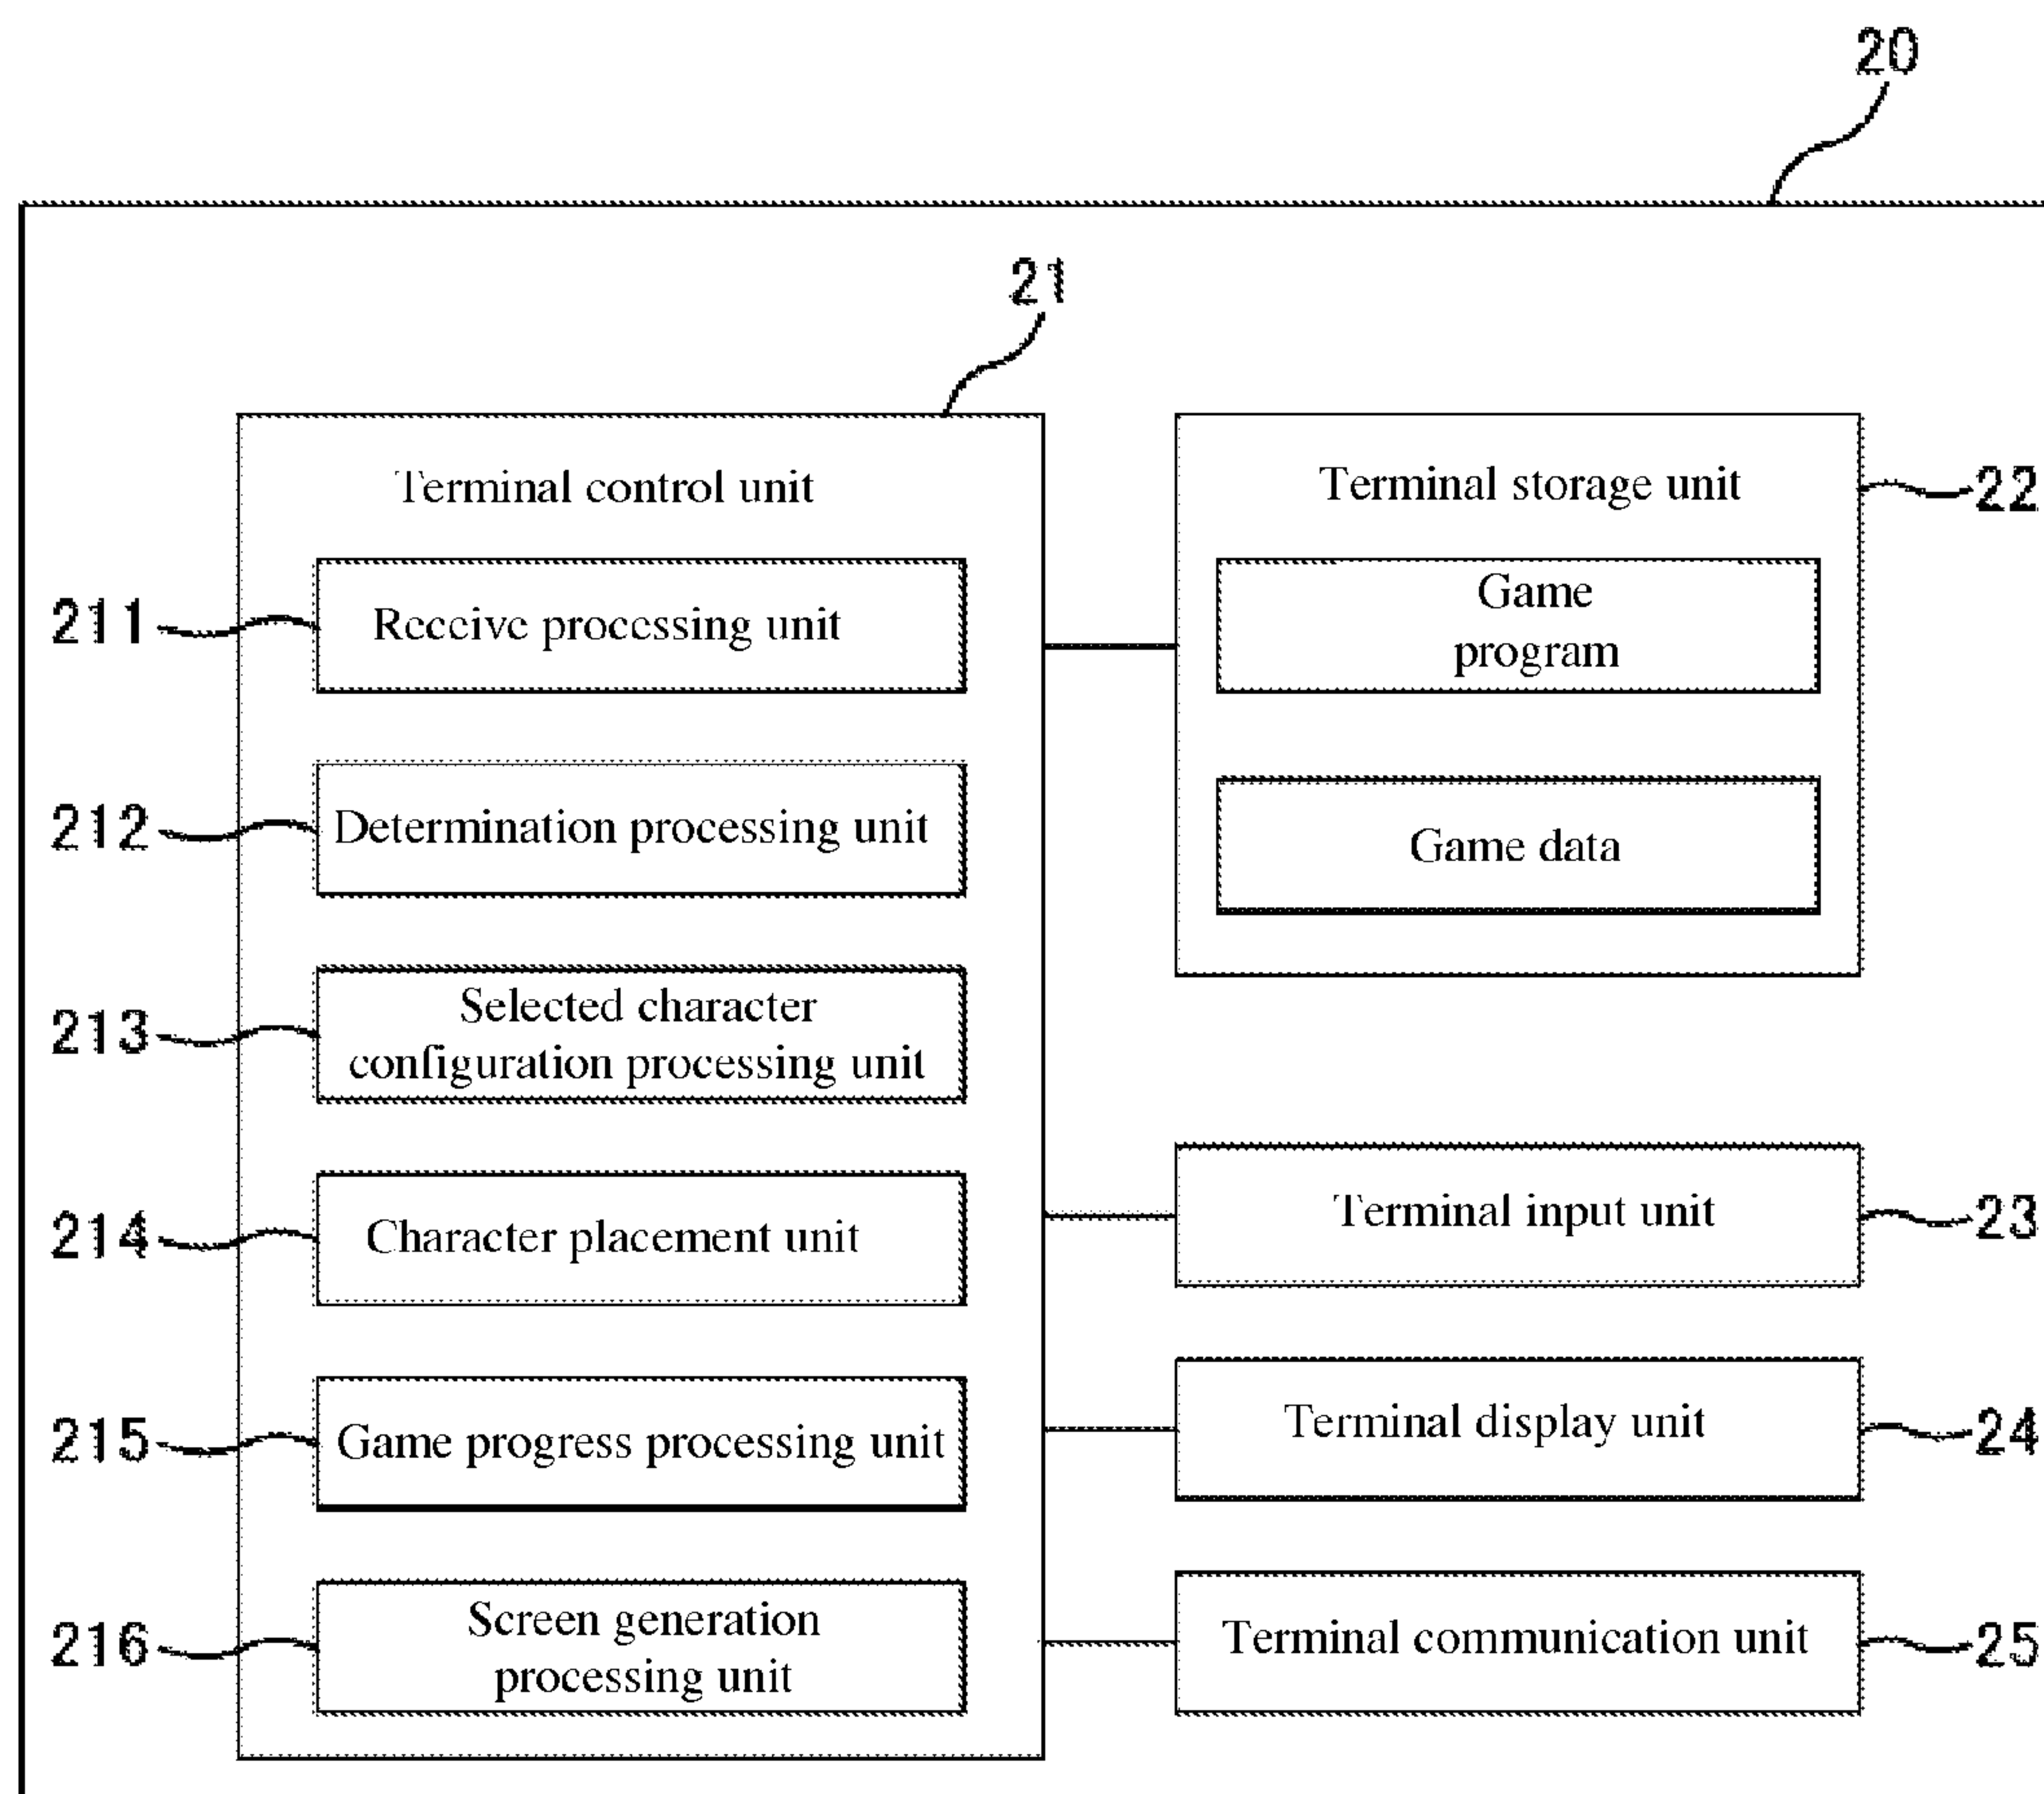 20
21
Terminal control unit
211
Receive processing unit
212
Determination processing unit
213
Selected character
configuration processing unit
214
Character placement unit
215
Game progress processing unit
216
Screen generation
processing unit
Terminal storage unit
22
Game
program
Game data
Terminal input unit
23
Terminal display unit
24
Terminal communication unit
25